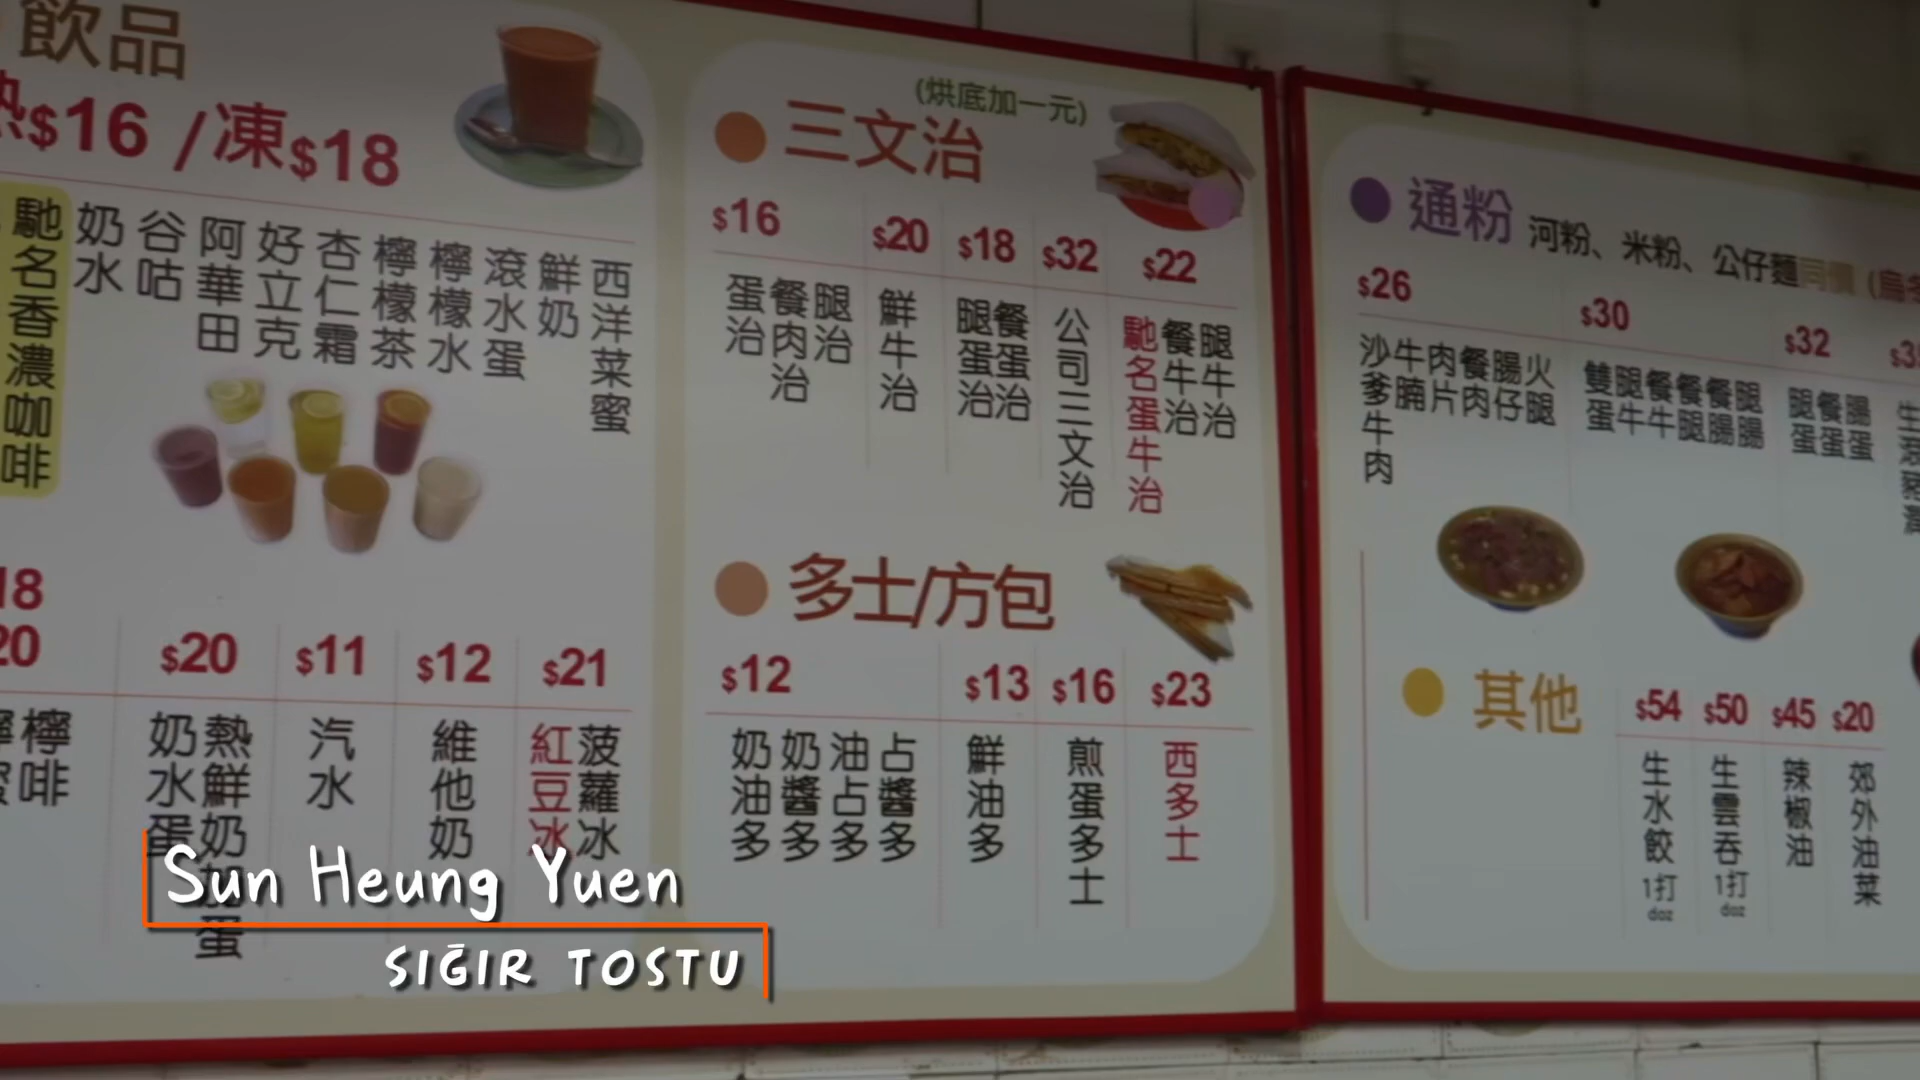 飲品
熱$16 / 凍$18
馳名香濃咖啡
奶水
谷咕
阿華田
好立克
杏仁霜
檸檬茶
檸檬水
滾水蛋
鮮奶
西洋菜蜜
18
20
檸啡
$20
奶水蛋
熱鮮奶
$11
汽水
$12
維他奶
$21
紅豆冰
菠蘿冰
(烘底加一元)
三文治
$16
蛋治
餐肉治
腿治
$20
鮮牛治
$18
腿蛋治
餐蛋治
$32
公司三文治
$22
馳名蛋牛治
餐牛治
腿牛治
多士/方包
$12
奶油多
奶醬多
油占多
占醬多
$13
鮮油多
$16
煎蛋多士
$23
西多士
通粉 河粉、米粉、公仔麵同價
$26
沙爹牛肉
牛腩
肉片
餐肉
腸仔
火腿
$30
雙蛋
腿牛
餐牛
餐腿
餐腸
腿腸
$32
腿蛋
餐蛋
腸蛋
其他
$54
生水餃
1打
doz
$50
生雲吞
1打
doz
$45
辣椒油
$20
郊外油菜
Sun Heung Yuen
SIĞIR TOSTU